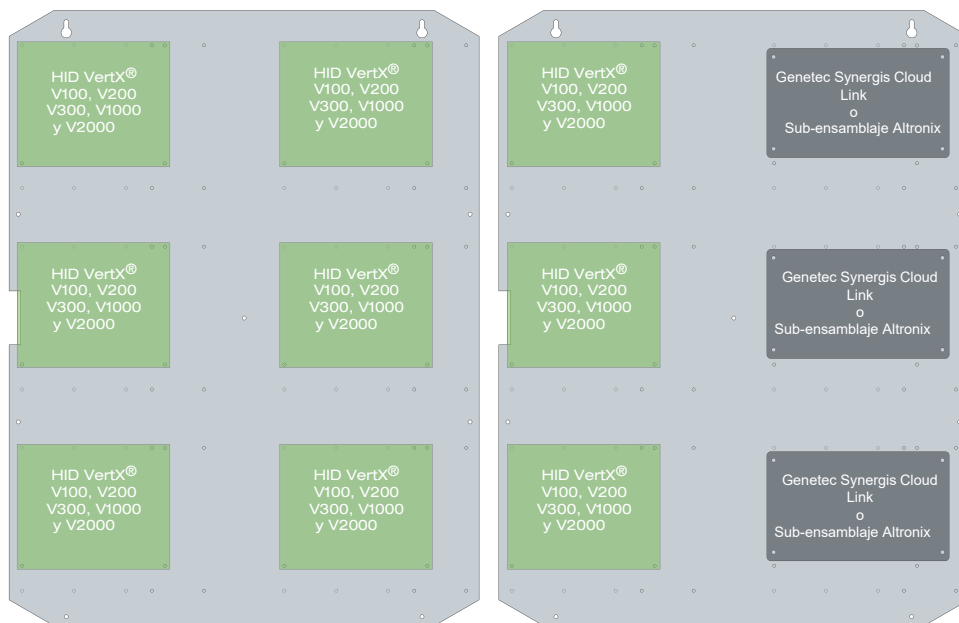 HID VertX®
V100, V200
V300, V1000
y V2000
HID VertX®
V100, V200
V300, V1000
y V2000
HID VertX®
V100, V200
V300, V1000
y V2000
Genetec Synergis Cloud
Link
o
Sub-ensamblaje Altronix
HID VertX®
V100, V200
V300, V1000
y V2000
HID VertX®
V100, V200
V300, V1000
y V2000
HID VertX®
V100, V200
V300, V1000
y V2000
Genetec Synergis Cloud
Link
o
Sub-ensamblaje Altronix
HID VertX®
V100, V200
V300, V1000
y V2000
HID VertX®
V100, V200
V300, V1000
y V2000
HID VertX®
V100, V200
V300, V1000
y V2000
Genetec Synergis Cloud
Link
o
Sub-ensamblaje Altronix